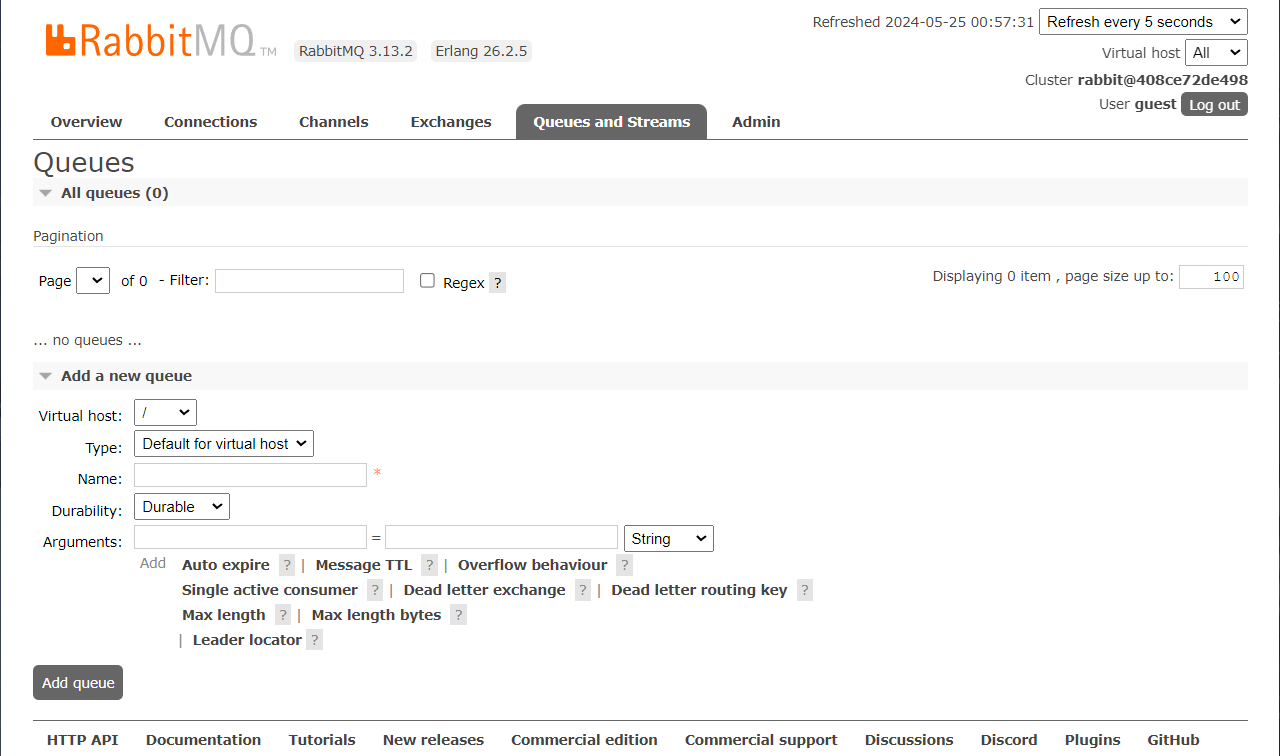 RabbitMQ TM RabbitMQ 3.13.2 Erlang 26.2.5
Refreshed 2024-05-25 00:57:31 Refresh every 5 seconds
Virtual host All
Cluster rabbit@408ce72de498
User guest Log out
Overview Connections Channels Exchanges Queues and Streams Admin
Queues
All queues (0)
Pagination
Page of 0 - Filter: Regex ? Displaying 0 item , page size up to: 100
... no queues ...
Add a new queue
Virtual host: /
Type: Default for virtual host
Name: *
Durability: Durable
Arguments: = String
Add Auto expire ? | Message TTL ? | Overflow behaviour ?
Single active consumer ? | Dead letter exchange ? | Dead letter routing key ?
Max length ? | Max length bytes ?
| Leader locator ?
Add queue
HTTP API Documentation Tutorials New releases Commercial edition Commercial support Discussions Discord Plugins GitHub